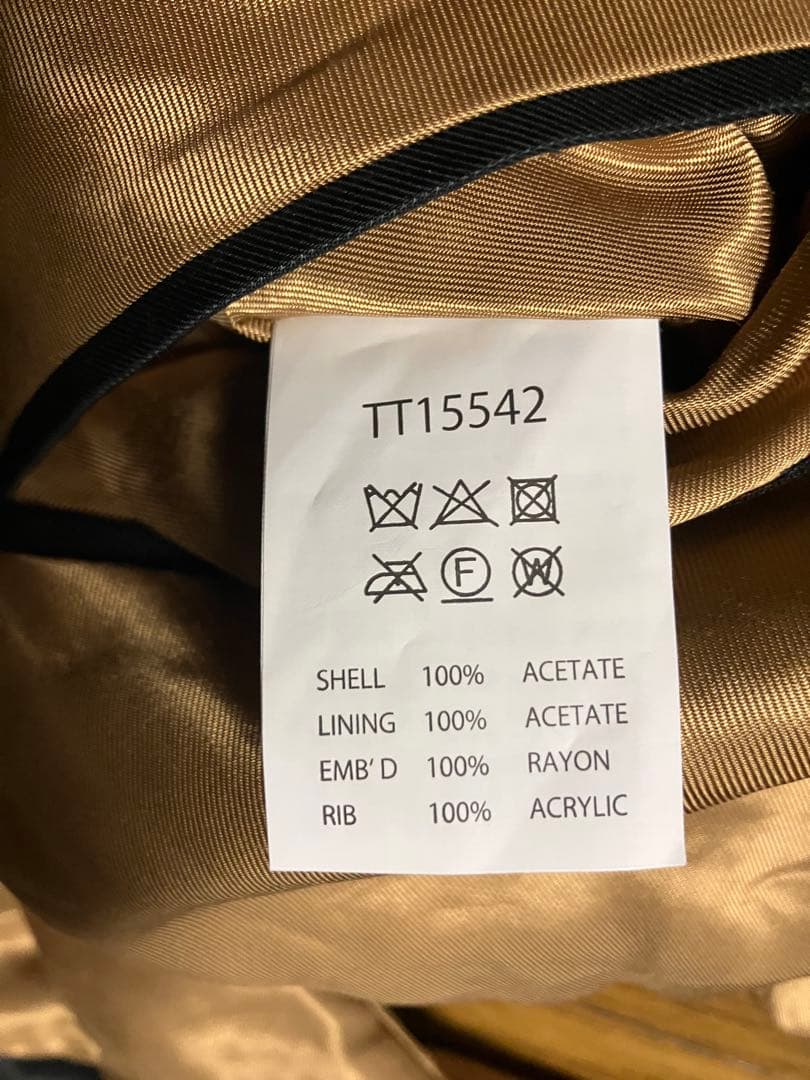 TT15542
F W
SHELL 100% ACETATE
LINING 100% ACETATE
EMB'D 100% RAYON
RIB 100% ACRYLIC